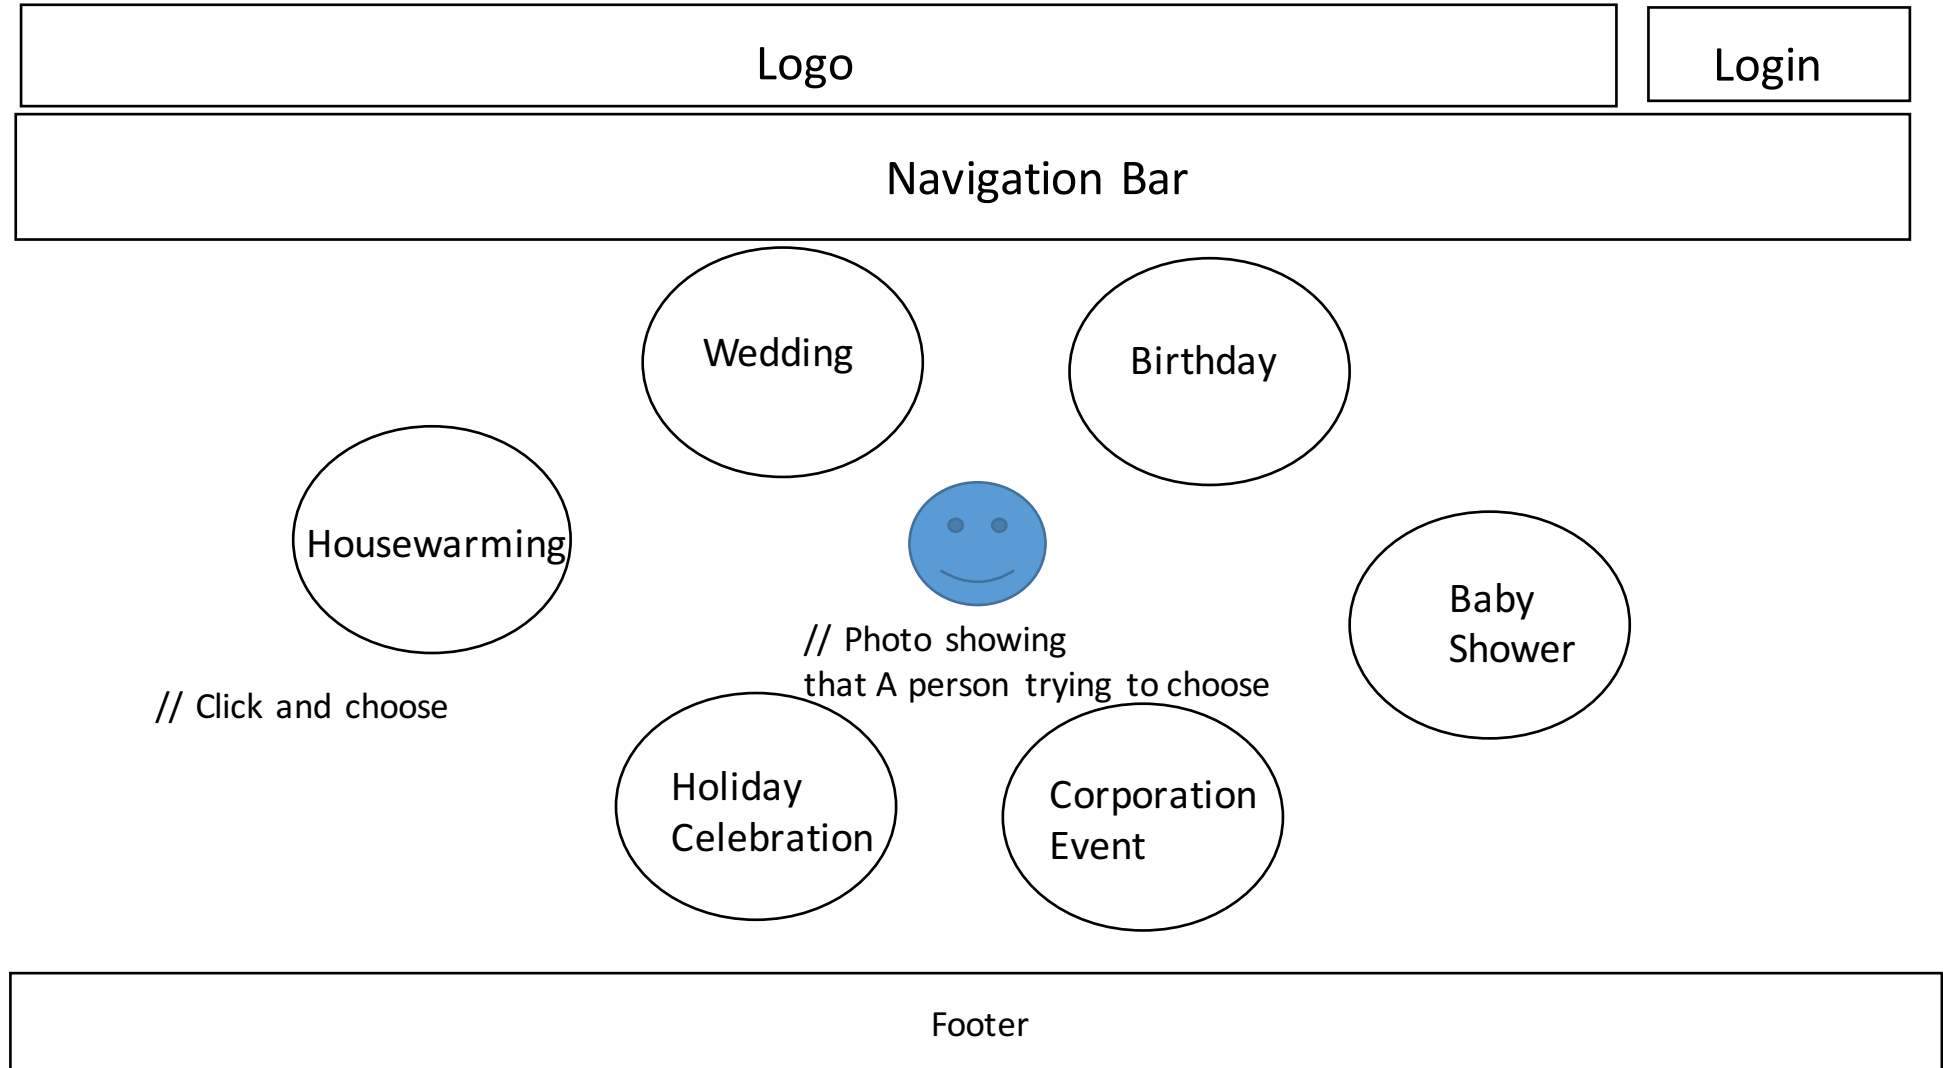 Logo
Login
Navigation Bar
Wedding
Birthday
Housewarming
Baby
Shower
// Photo showing
that A person trying to choose
// Click and choose
Holiday
Celebration
Corporation
Event
Footer